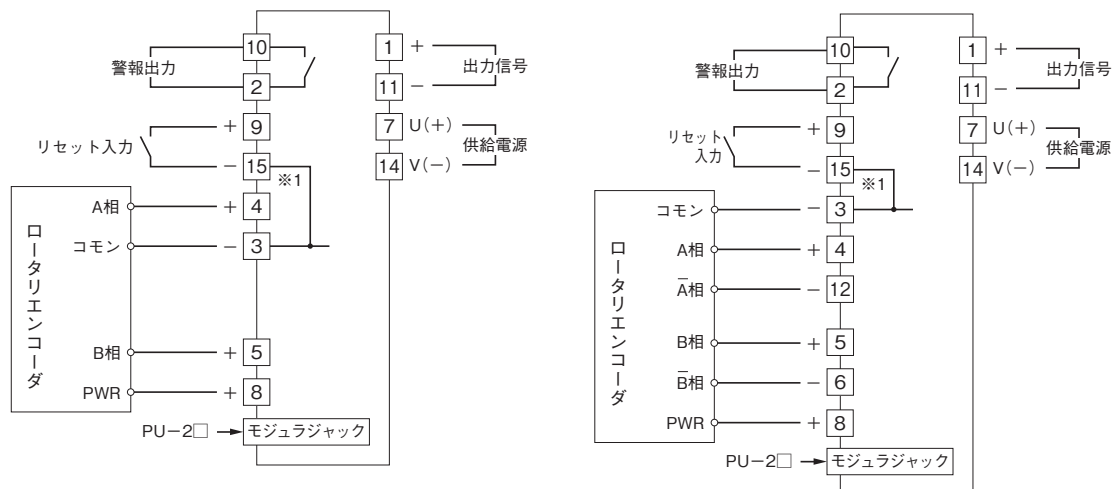 10
警報出力
2
1
+
11
−
出力信号
リセット入力
+
9
−
15
※1
7
U(+)
14
V(−)
供給電源
ロータリエンコーダ
A相
+
4
コモン
−
3
B相
+
5
PWR
+
8
PU−2□
モジュラジャック
10
警報出力
2
1
+
11
−
出力信号
リセット
入力
+
9
−
15
※1
7
U(+)
14
V(−)
供給電源
ロータリエンコーダ
コモン
−
3
A相
+
4
A̅相
−
12
B相
+
5
B̅相
−
6
PWR
+
8
PU−2□
モジュラジャック